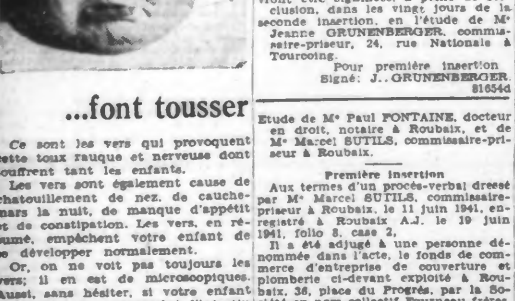 ...font tousser
Ce sont les vers qui provoquent
cette toux rauque et nerveuse dont
souffrent tant les enfants.
Les vers sont également cause de
chatouillement de nez, de cauche-
mars la nuit, de manque d'appétit
et de constipation. Les vers, en ré-
sumé, empêchent votre enfant de
se développer normalement.
Or, on ne voit pas toujours les
vers; il en est de microscopiques.
Aussi, sans hésiter, si votre enfant
clusion, dans les vingt jours de la
seconde insertion, en l'étude de Me
Jeanne GRUNENBERGER, commis-
saire-priseur, 24, rue Nationale à
Tourcoing.
Pour première insertion
Signé: J. GRUNENBERGER.
81654d
Etude de Me Paul FONTAINE, docteur
en droit, notaire à Roubaix, et de
Me Marcel SUTILS, commissaire-pri-
seur à Roubaix.
Première insertion
Aux termes d'un procès-verbal dressé
par Me Marcel SUTILS, commissaire-
priseur à Roubaix, le 11 juin 1941, en-
registré à Roubaix A.J. le 19 juin
1941, folio 8, case 2,
Il a été adjugé à une personne dé-
nommée dans l'acte, le fonds de com-
merce d'entreprise de couverture et
plomberie ci-devant exploité à Rou-
baix, 38, place du Progrès, par la So-